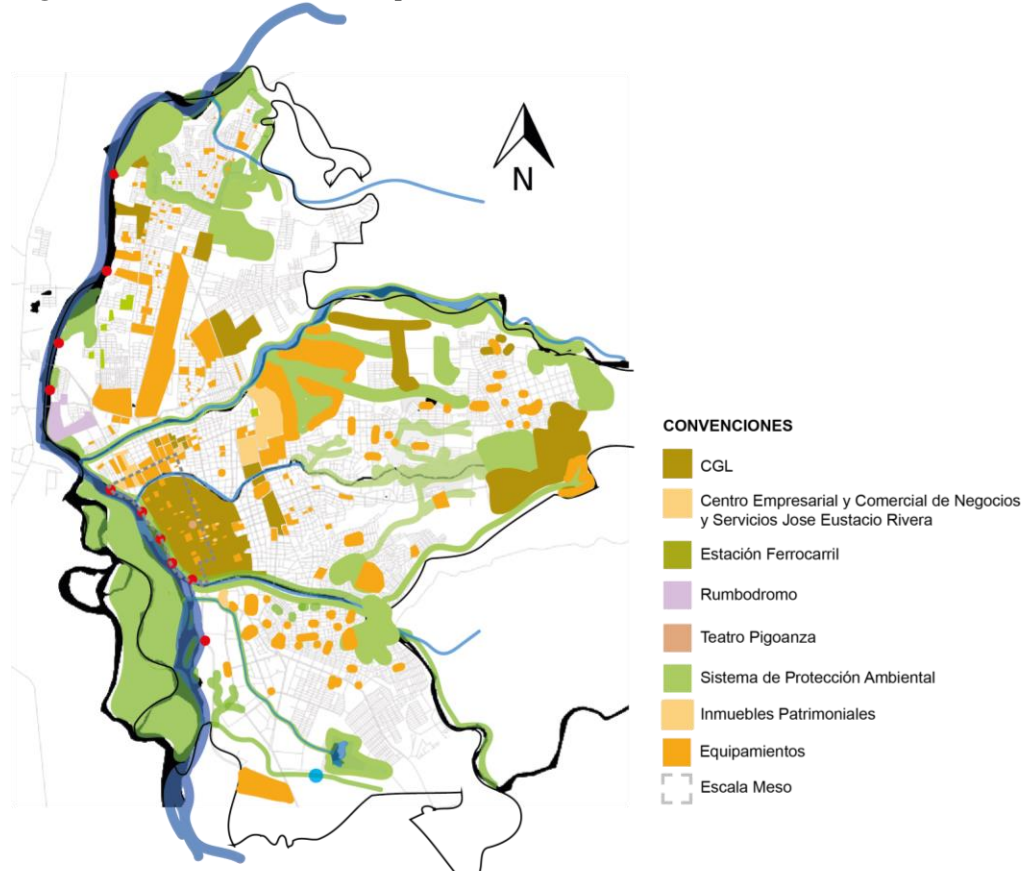 N
CONVENCIONES
CGL
Centro Empresarial y Comercial de Negocios
y Servicios Jose Eustacio Rivera
Estación Ferrocarril
Rumbodromo
Teatro Pigoanza
Sistema de Protección Ambiental
Inmuebles Patrimoniales
Equipamientos
Escala Meso